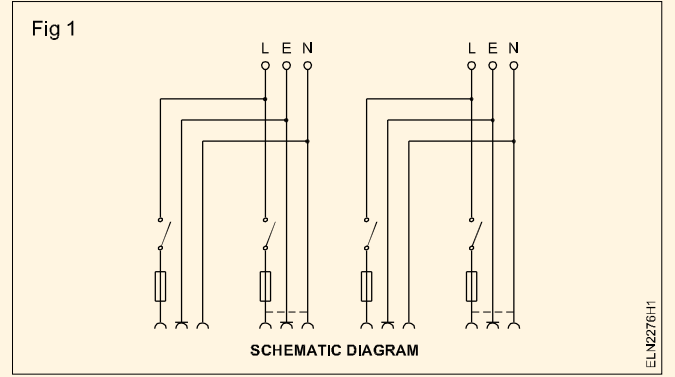 Fig 1
L E N
L E N
SCHEMATIC DIAGRAM
ELN2276H1